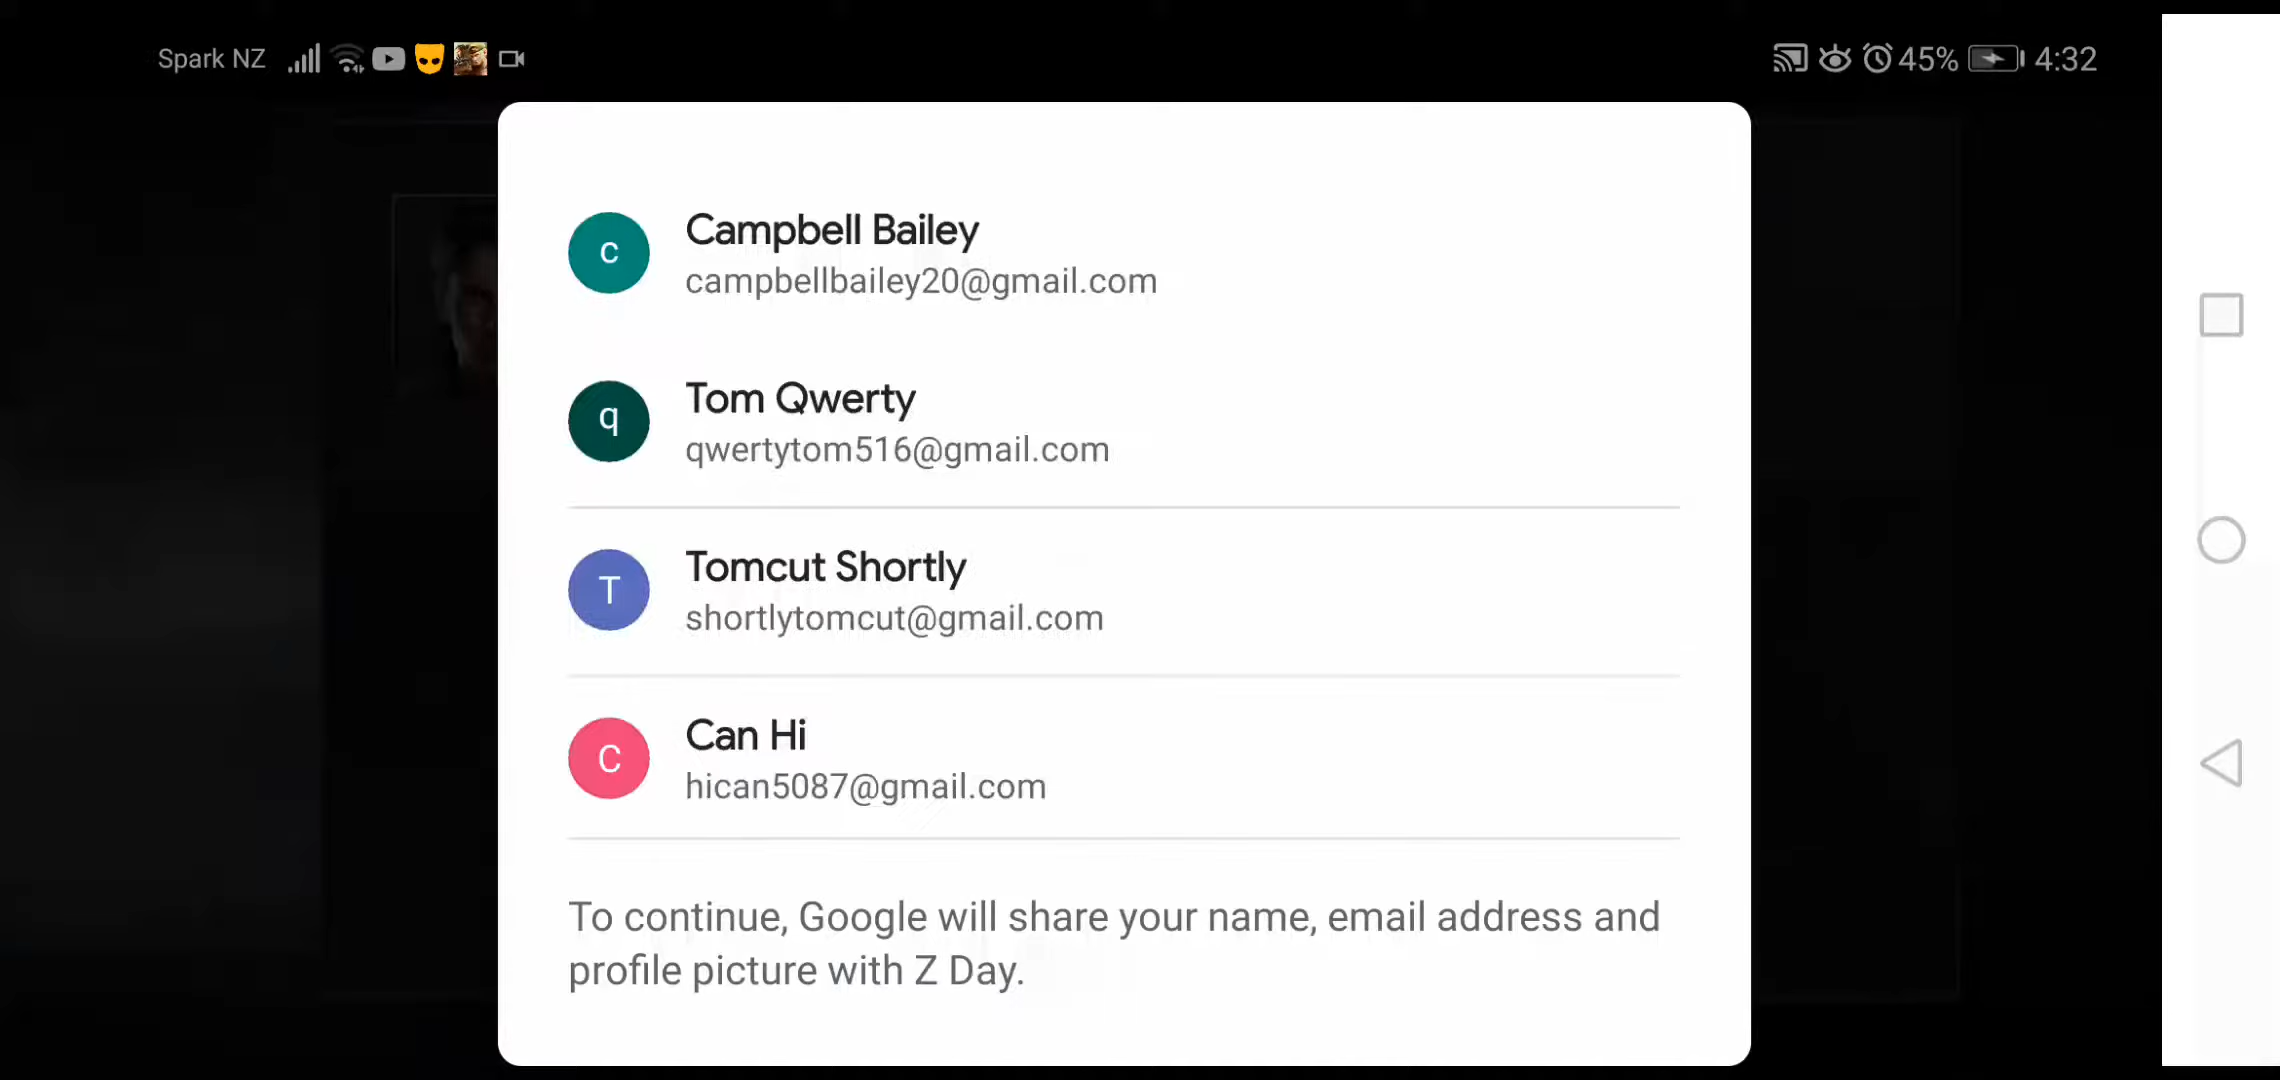 Spark NZ
45% 4:32
c
Campbell Bailey
campbellbailey20@gmail.com
q
Tom Qwerty
qwertytom516@gmail.com
T
Tomcut Shortly
shortlytomcut@gmail.com
C
Can Hi
hican5087@gmail.com
To continue, Google will share your name, email address and
profile picture with Z Day.